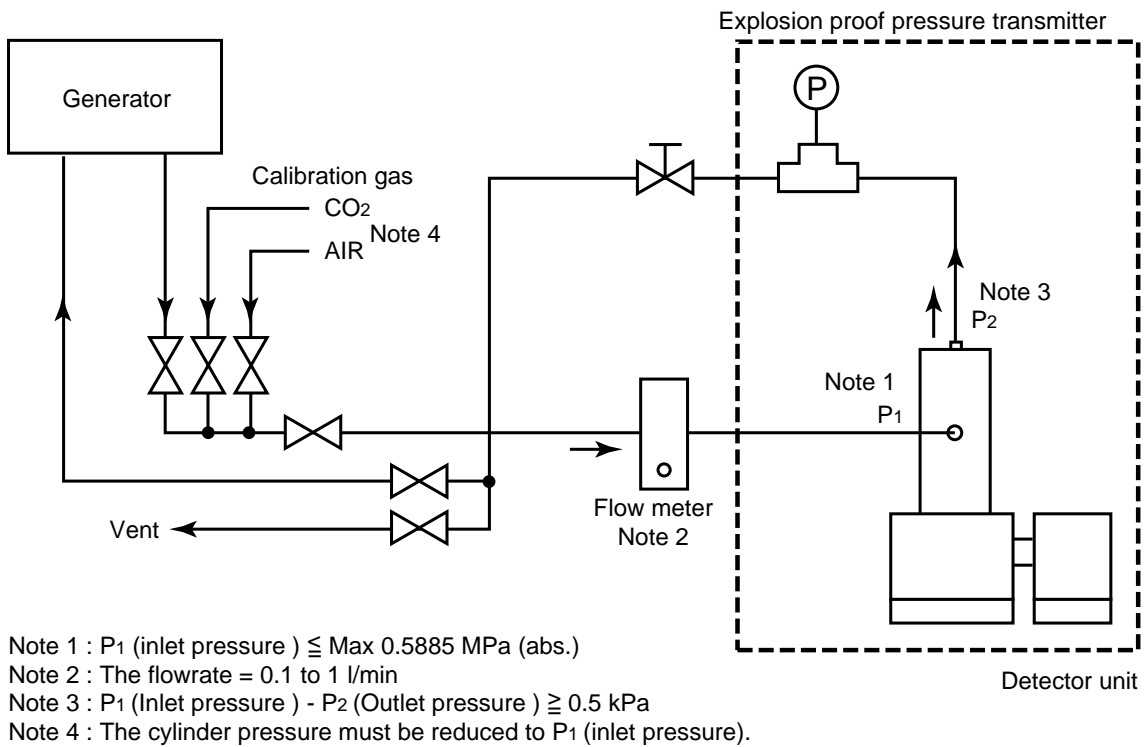 Explosion proof pressure transmitter
Generator
P
Calibration gas
CO2
Note 4
AIR
Note 3
P2
Note 1
P1
Flow meter
Note 2
Vent
Detector unit
Note 1 : P1 (inlet pressure ) ≦ Max 0.5885 MPa (abs.)
Note 2 : The flowrate = 0.1 to 1 l/min
Note 3 : P1 (Inlet pressure ) - P2 (Outlet pressure ) ≧ 0.5 kPa
Note 4 : The cylinder pressure must be reduced to P1 (inlet pressure).